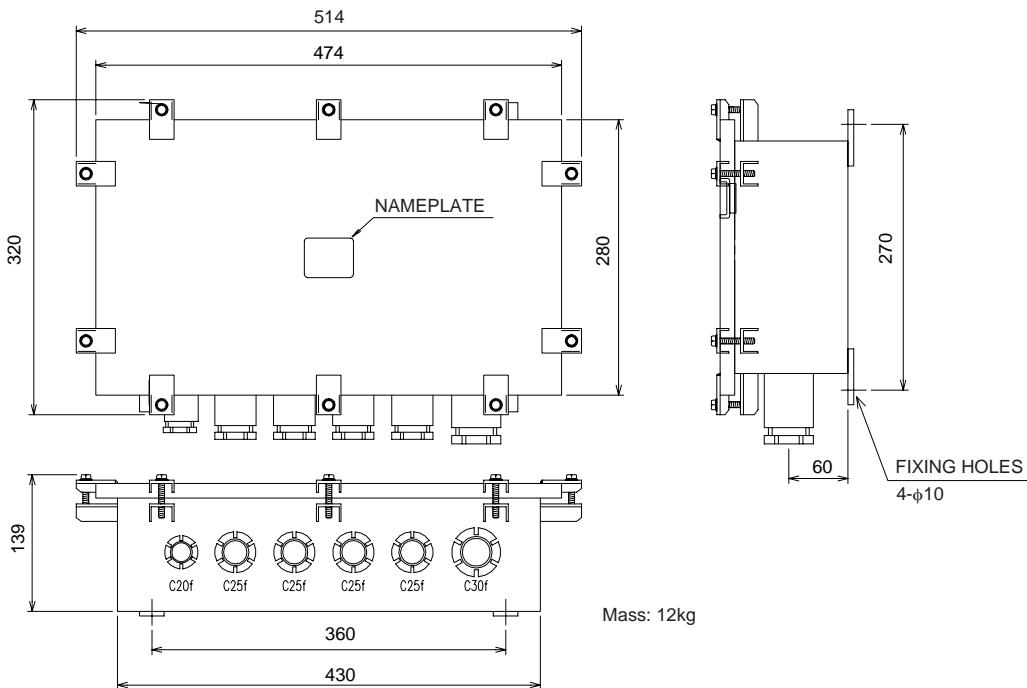 514
474
NAMEPLATE
320
280
270
60
FIXING HOLES
4-ϕ10
139
C20f
C25f
C25f
C25f
C25f
C30f
Mass: 12kg
360
430